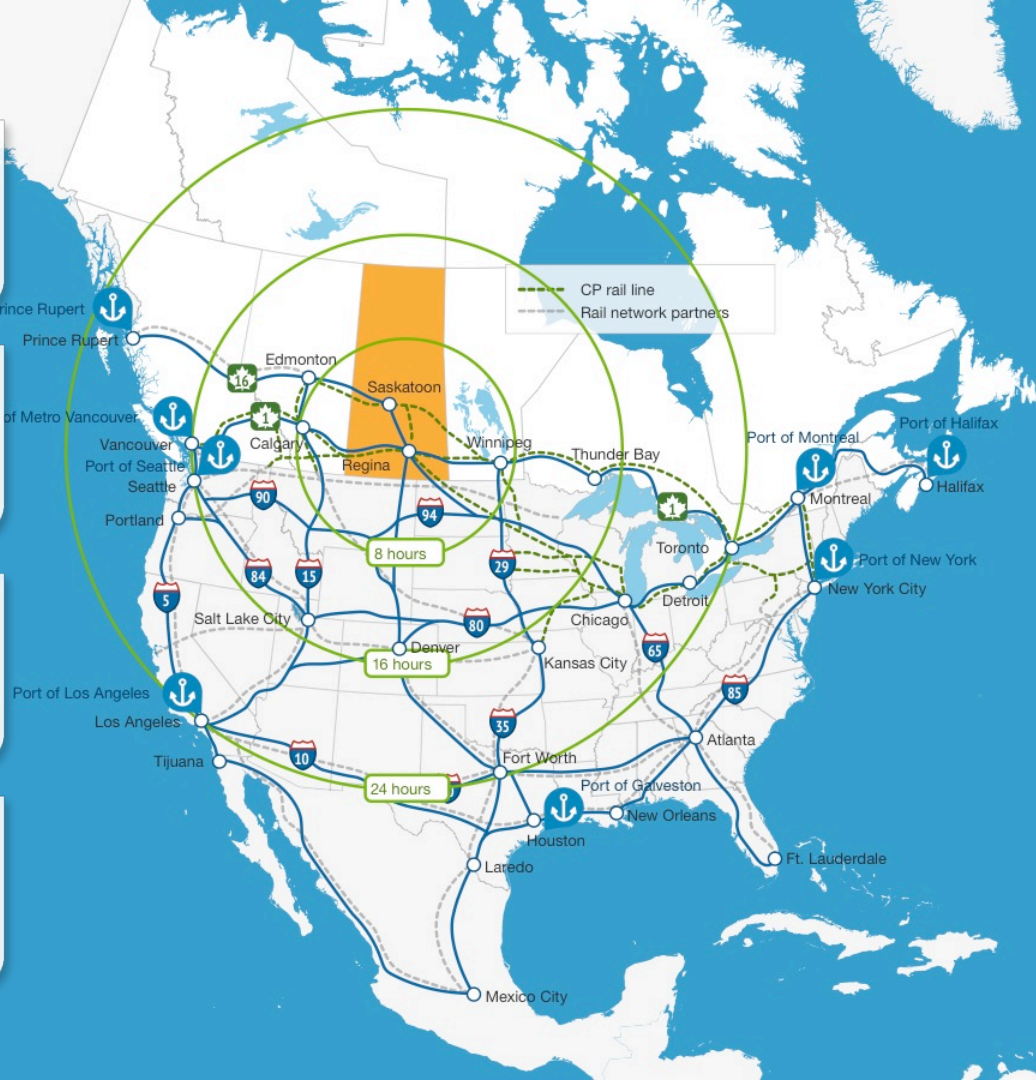 CP rail line
Rail network partners
rince Rupert
Prince Rupert
16
Edmonton
Saskatoon
of Metro Vancouver
1
Vancouver
Calgary
Winnipeg
Port of Montreal
Port of Halifax
Port of Seattle
Regina
Thunder Bay
Seattle
Halifax
90
Montreal
Portland
94
1
Toronto
8 hours
Port of New York
84
15
29
5
Detroit
New York City
Salt Lake City
80
Chicago
Denver
65
16 hours
Kansas City
Port of Los Angeles
85
Los Angeles
35
Atlanta
Tijuana
10
Fort Worth
24 hours
Port of Galveston
New Orleans
Houston
Ft. Lauderdale
Laredo
Mexico City